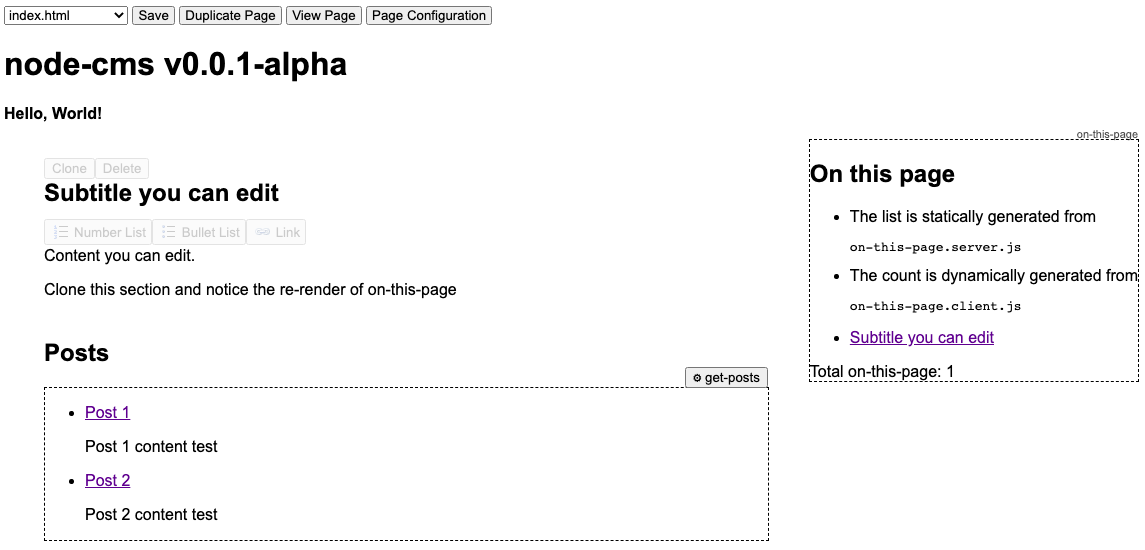 index.html Save Duplicate Page View Page Page Configuration
node-cms v0.0.1-alpha
Hello, World!
Clone Delete
Subtitle you can edit
Number List Bullet List Link
Content you can edit.
Clone this section and notice the re-render of on-this-page
Posts
⚙ get-posts
Post 1
Post 1 content test
Post 2
Post 2 content test
on-this-page
On this page
The list is statically generated from
on-this-page.server.js
The count is dynamically generated from
on-this-page.client.js
Subtitle you can edit
Total on-this-page: 1